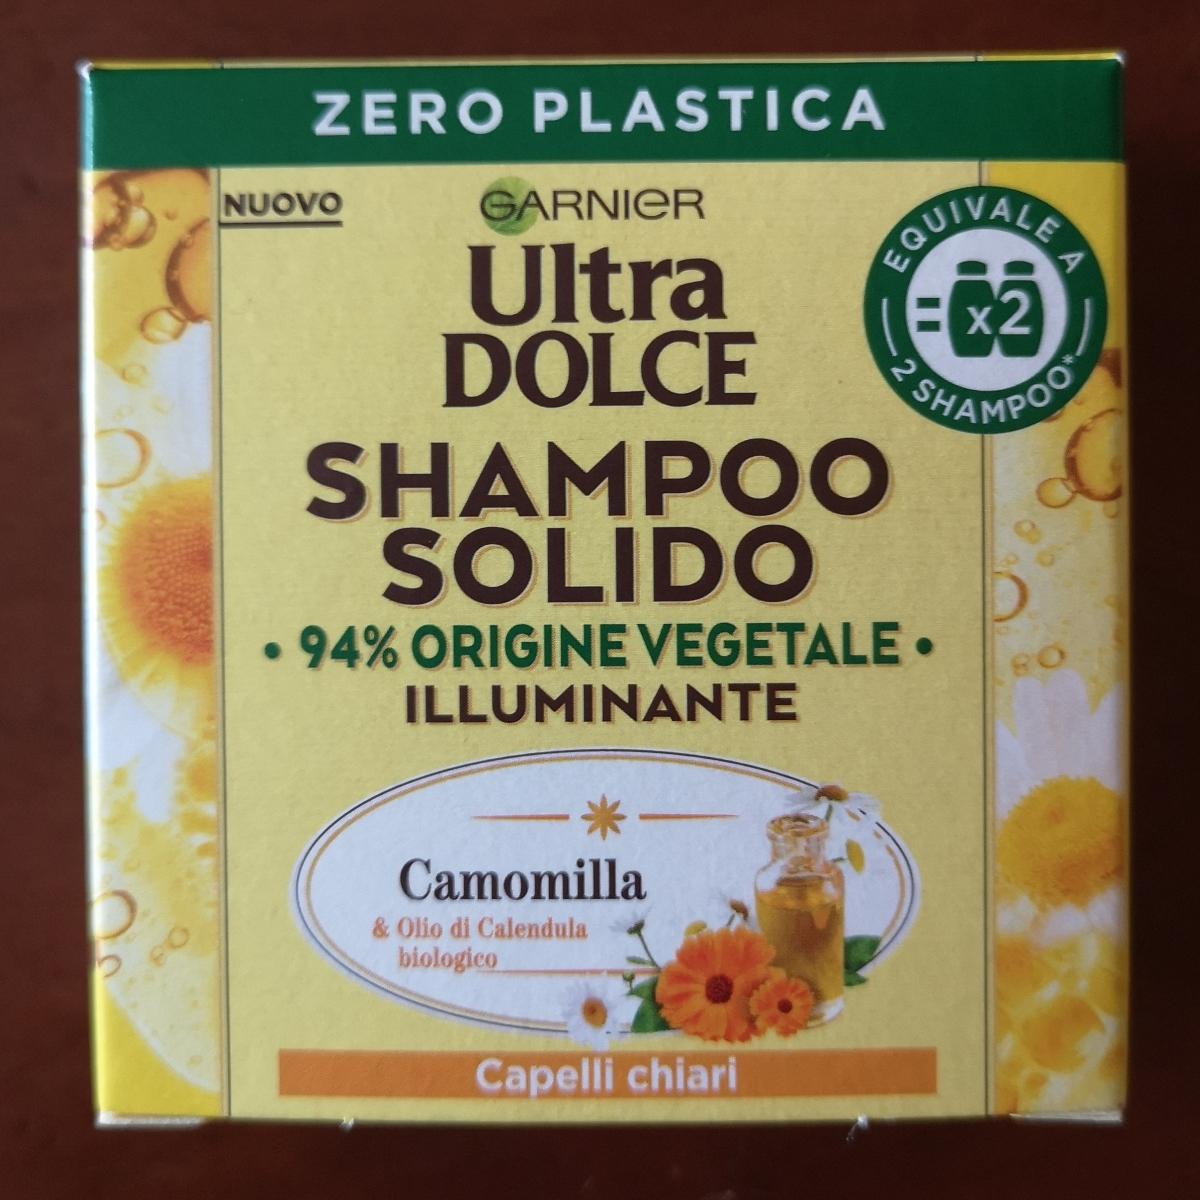 ZERO PLASTICA
NUOVO
GARNIER
Ultra
DOLCE
EQUIVALE A
= x2
2 SHAMPOO*
SHAMPOO
SOLIDO
• 94% ORIGINE VEGETALE •
ILLUMINANTE
Camomilla
& Olio di Calendula
biologico
Capelli chiari